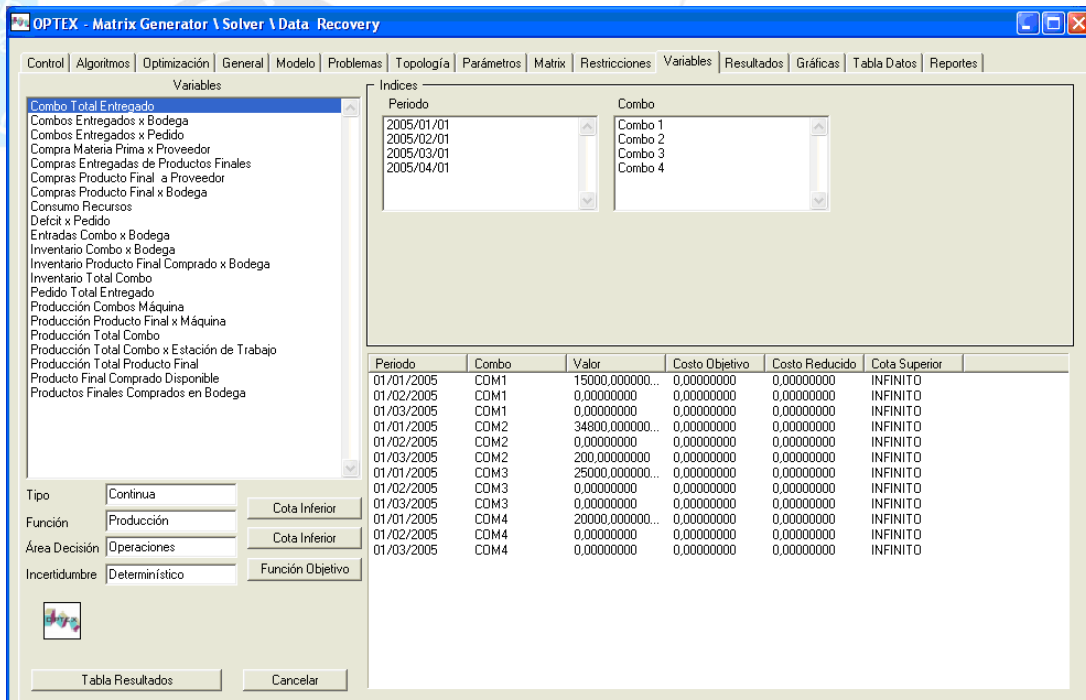 OPTEX - Matrix Generator \ Solver \ Data Recovery
Control Algoritmos Optimización General Modelo Problemas Topología Parámetros Matrix Restricciones Variables Resultados Gráficas Tabla Datos Reportes
Variables
Combo Total Entregado
Combos Entregados x Bodega
Combos Entregados x Pedido
Compra Materia Prima x Proveedor
Compras Entregadas de Productos Finales
Compras Producto Final a Proveedor
Compras Producto Final x Bodega
Consumo Recursos
Defcit x Pedido
Entradas Combo x Bodega
Inventario Combo x Bodega
Inventario Producto Final Comprado x Bodega
Inventario Total Combo
Pedido Total Entregado
Producción Combos Máquina
Producción Producto Final x Máquina
Producción Total Combo
Producción Total Combo x Estación de Trabajo
Producción Total Producto Final
Producto Final Comprado Disponible
Productos Finales Comprados en Bodega
Tipo Continua
Función Producción
Área Decisión Operaciones
Incertidumbre Determinístico
Cota Inferior
Cota Inferior
Función Objetivo
OPTEX
Tabla Resultados Cancelar
Indices
Periodo Combo
2005/01/01 Combo 1
2005/02/01 Combo 2
2005/03/01 Combo 3
2005/04/01 Combo 4
Periodo Combo Valor Costo Objetivo Costo Reducido Cota Superior
01/01/2005 COM1 15000,000000... 0,00000000 0,00000000 INFINITO
01/02/2005 COM1 0,00000000 0,00000000 0,00000000 INFINITO
01/03/2005 COM1 0,00000000 0,00000000 0,00000000 INFINITO
01/01/2005 COM2 34800,000000... 0,00000000 0,00000000 INFINITO
01/02/2005 COM2 0,00000000 0,00000000 0,00000000 INFINITO
01/03/2005 COM2 200,00000000 0,00000000 0,00000000 INFINITO
01/01/2005 COM3 25000,000000... 0,00000000 0,00000000 INFINITO
01/02/2005 COM3 0,00000000 0,00000000 0,00000000 INFINITO
01/03/2005 COM3 0,00000000 0,00000000 0,00000000 INFINITO
01/01/2005 COM4 20000,000000... 0,00000000 0,00000000 INFINITO
01/02/2005 COM4 0,00000000 0,00000000 0,00000000 INFINITO
01/03/2005 COM4 0,00000000 0,00000000 0,00000000 INFINITO